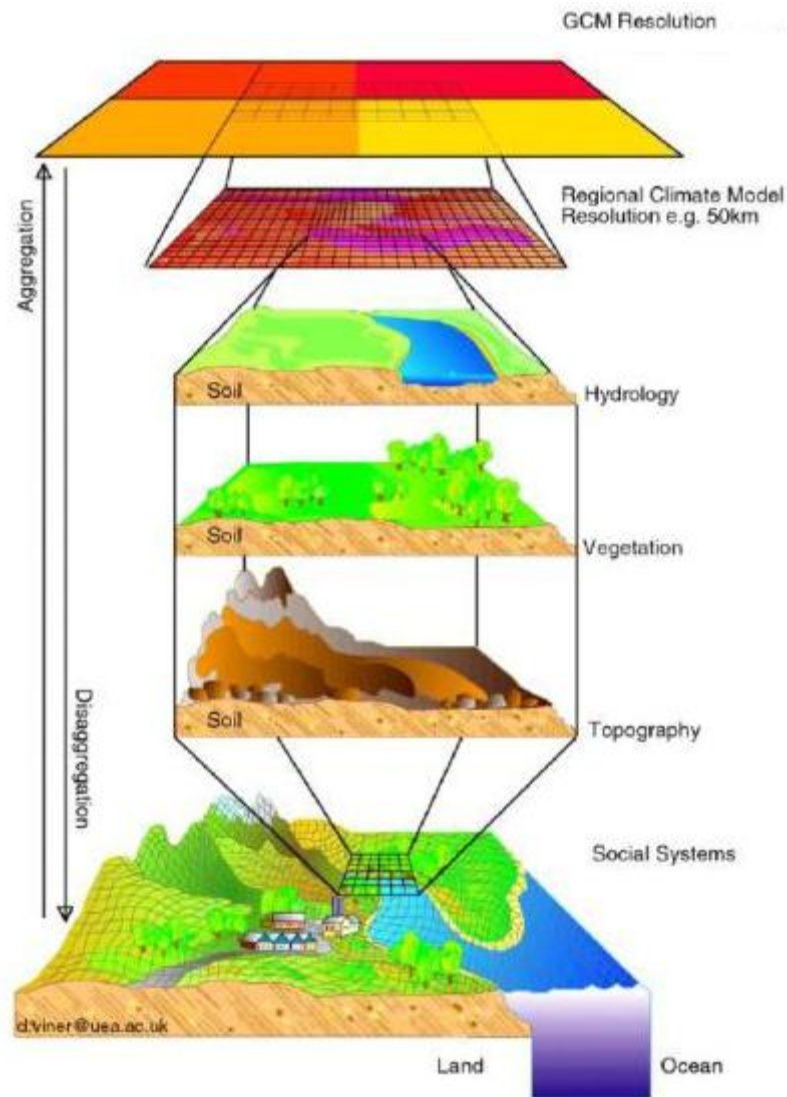 GCM Resolution
Regional Climate Model
Resolution e.g. 50km
Aggregation
Soil
Hydrology
Soil
Vegetation
Soil
Topography
Disaggregation
Social Systems
d.viner@uea.ac.uk
Land
Ocean